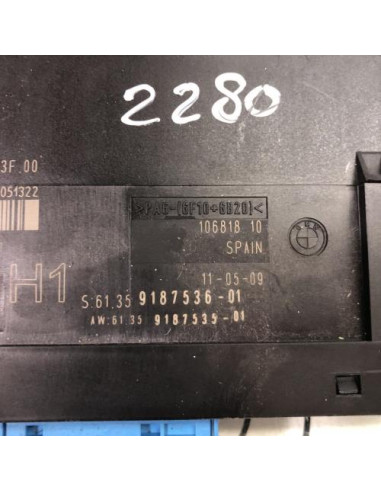 2280
3F.00
051322
>PA6-(GF10+GB20)<
106818 10
SPAIN
11-05-09
H1
S:61.35 9187536-01
AW:61.35 9187535-01